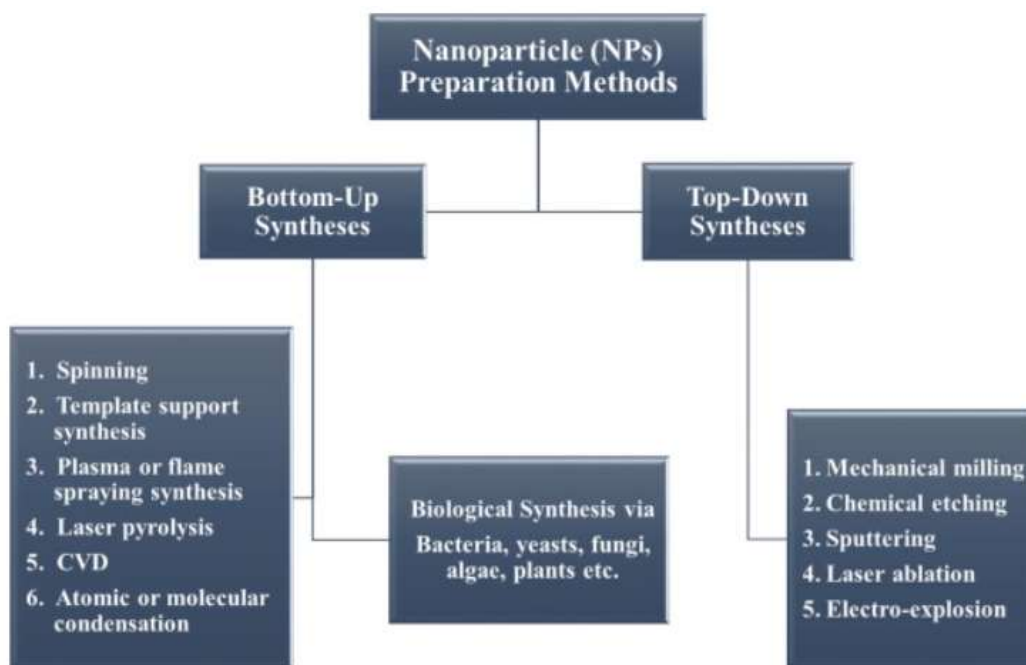 Nanoparticle (NPs)
Preparation Methods
Bottom-Up
Syntheses
Top-Down
Syntheses
1. Spinning
2. Template support
synthesis
3. Plasma or flame
spraying synthesis
4. Laser pyrolysis
5. CVD
6. Atomic or molecular
condensation
Biological Synthesis via
Bacteria, yeasts, fungi,
algae, plants etc.
1. Mechanical milling
2. Chemical etching
3. Sputtering
4. Laser ablation
5. Electro-explosion